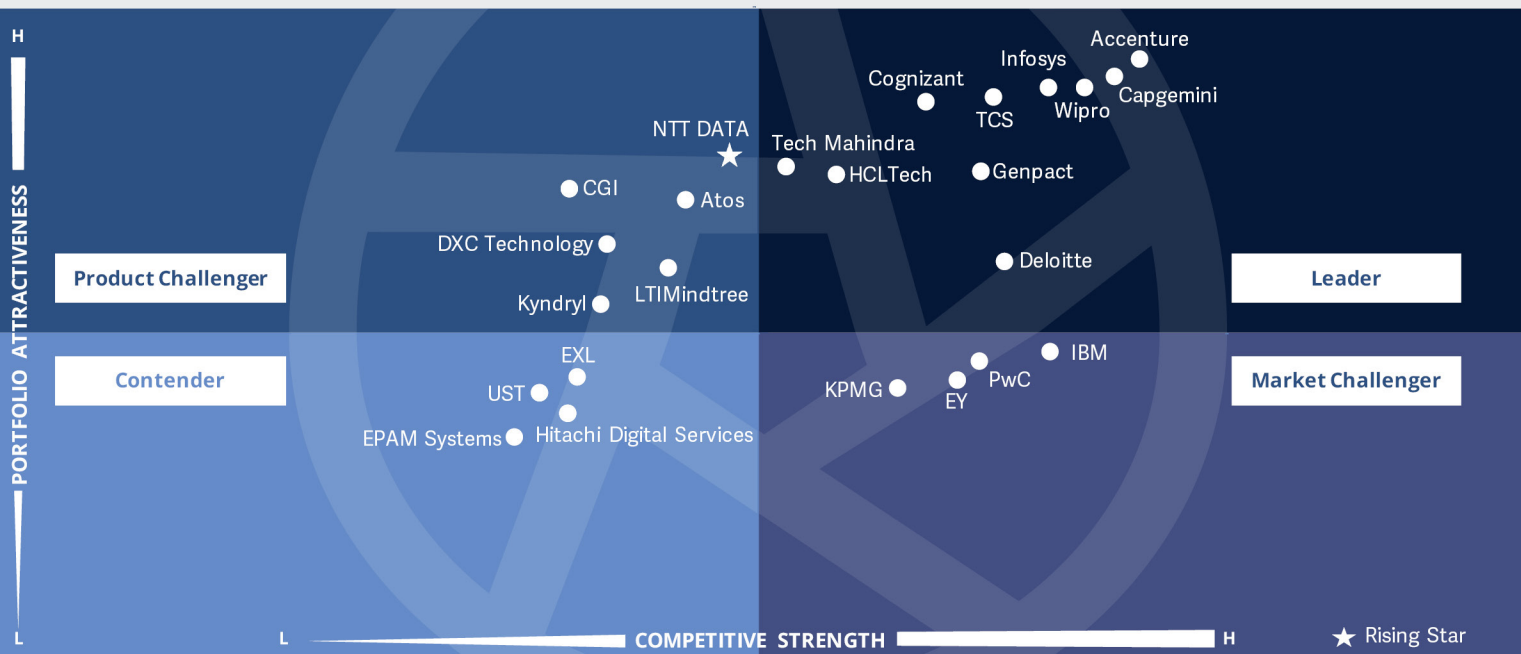 H
Accenture
Infosys
Cognizant
Capgemini
Wipro
TCS
NTT DATA
Tech Mahindra
HCLTech
Genpact
CGI
Atos
DXC Technology
Deloitte
LTIMindtree
Kyndryl
Product Challenger
Leader
PORTFOLIO ATTRACTIVENESS
EXL
IBM
UST
PwC
KPMG
EY
Hitachi Digital Services
EPAM Systems
Contender
Market Challenger
L
L
COMPETITIVE STRENGTH
H
Rising Star